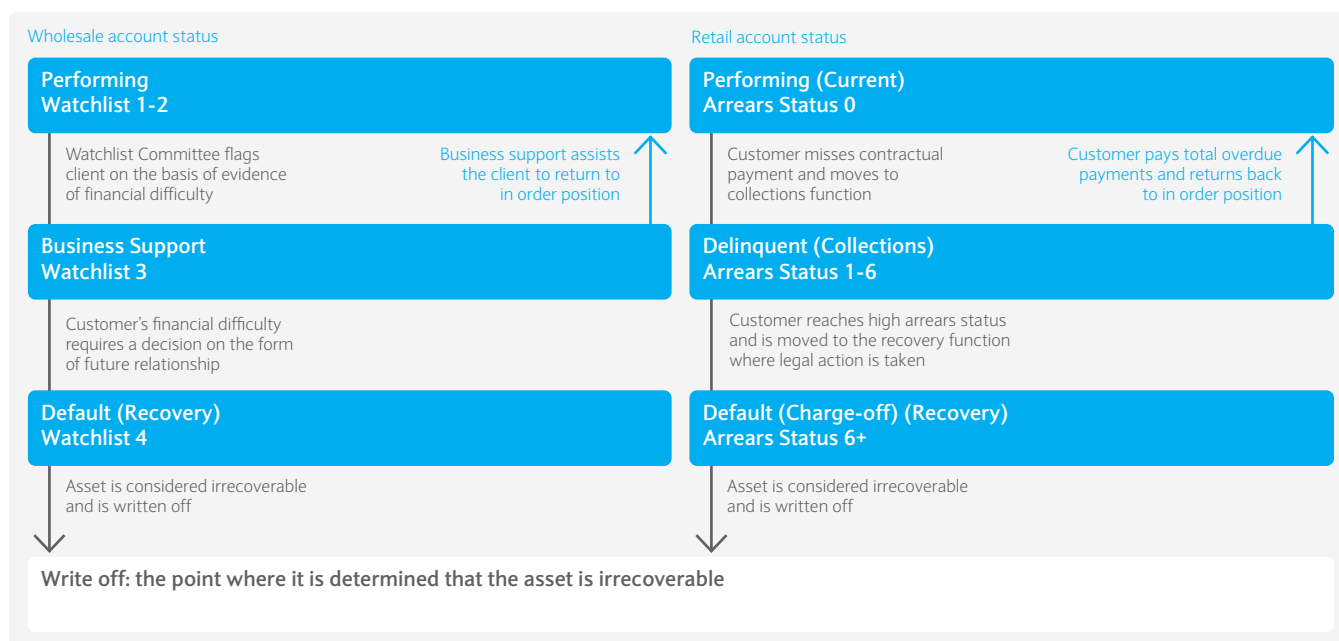 Wholesale account status
Performing
Watchlist 1-2
Watchlist Committee flags
client on the basis of evidence
of financial difficulty
Business support assists
the client to return to
in order position
Business Support
Watchlist 3
Customer’s financial difficulty
requires a decision on the form
of future relationship
Default (Recovery)
Watchlist 4
Asset is considered irrecoverable
and is written off
Retail account status
Performing (Current)
Arrears Status 0
Customer misses contractual
payment and moves to
collections function
Customer pays total overdue
payments and returns back
to in order position
Delinquent (Collections)
Arrears Status 1-6
Customer reaches high arrears status
and is moved to the recovery function
where legal action is taken
Default (Charge-off) (Recovery)
Arrears Status 6+
Asset is considered irrecoverable
and is written off
Write off: the point where it is determined that the asset is irrecoverable